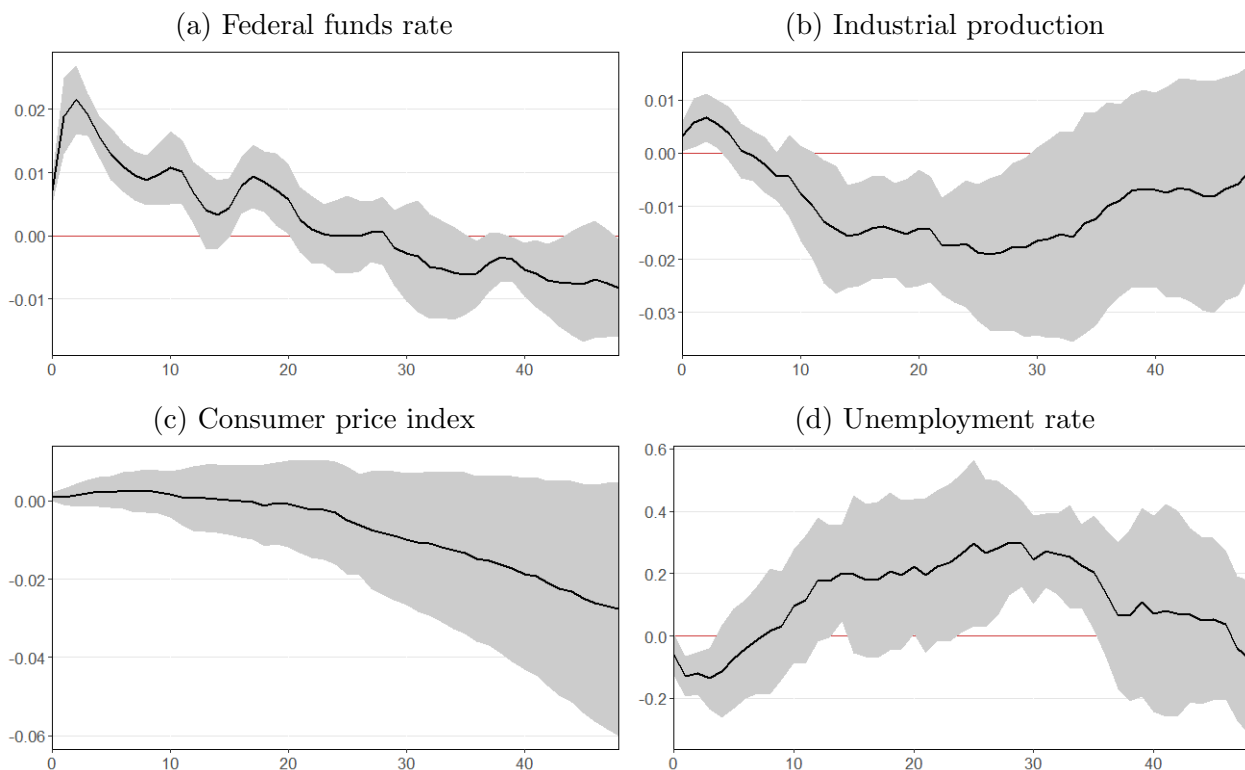 (a) Federal funds rate
0.02
0.01
0.00
-0.01
0 10 20 30 40
(b) Industrial production
0.01
0.00
-0.01
-0.02
-0.03
0 10 20 30 40
(c) Consumer price index
0.00
-0.02
-0.04
-0.06
0 10 20 30 40
(d) Unemployment rate
0.6
0.4
0.2
0.0
-0.2
0 10 20 30 40